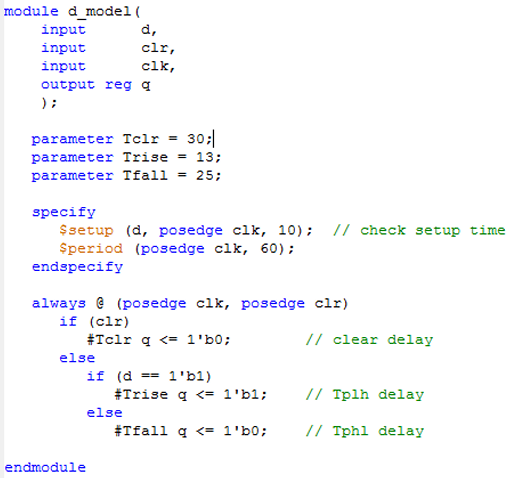 module d_model(
    input      d,
    input      clr,
    input      clk,
    output reg q
    );

   parameter Tclr = 30;
   parameter Trise = 13;
   parameter Tfall = 25;

   specify
      $setup (d, posedge clk, 10);  // check setup time
      $period (posedge clk, 60);
   endspecify

   always @ (posedge clk, posedge clr)
      if (clr)
         #Tclr q <= 1'b0;        // clear delay
      else
         if (d == 1'b1)
            #Trise q <= 1'b1;    // Tplh delay
         else
            #Tfall q <= 1'b0;    // Tphl delay

endmodule